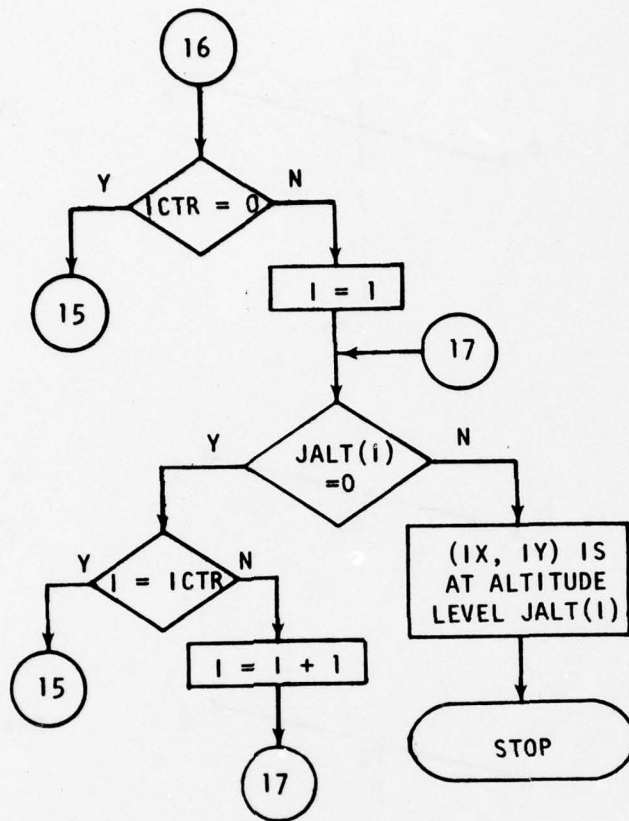 16
Y
N
ICTR = 0
15
I = 1
17
Y
N
JALT(I)
=0
Y
N
I = ICTR
(IX, IY) IS
AT ALTITUDE
LEVEL JALT(I)
15
I = I + 1
17
STOP